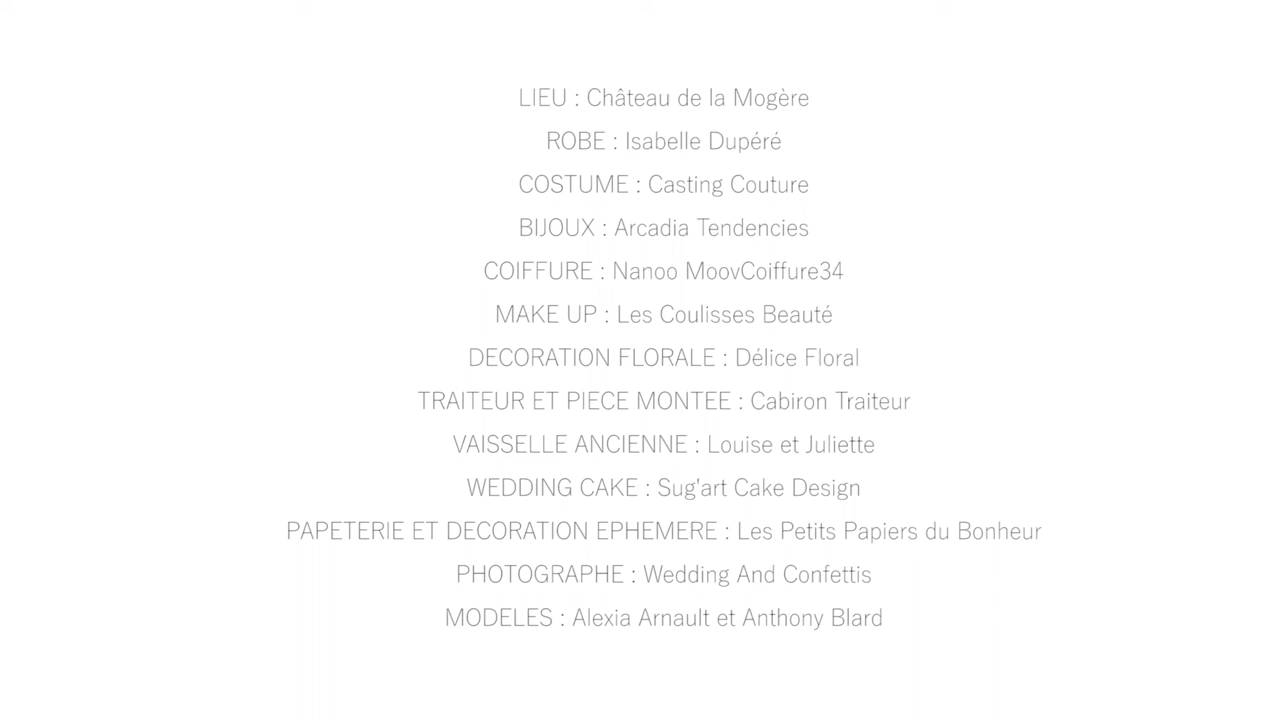 LIEU : Château de la Mogère
ROBE : Isabelle Dupéré
COSTUME : Casting Couture
BIJOUX : Arcadia Tendencies
COIFFURE : Nanoo MoovCoiffure34
MAKE UP : Les Coulisses Beauté
DECORATION FLORALE : Délice Floral
TRAITEUR ET PIECE MONTEE : Cabiron Traiteur
VAISSELLE ANCIENNE : Louise et Juliette
WEDDING CAKE : Sug'art Cake Design
PAPETERIE ET DECORATION EPHEMERE : Les Petits Papiers du Bonheur
PHOTOGRAPHE : Wedding And Confettis
MODELES : Alexia Arnault et Anthony Blard